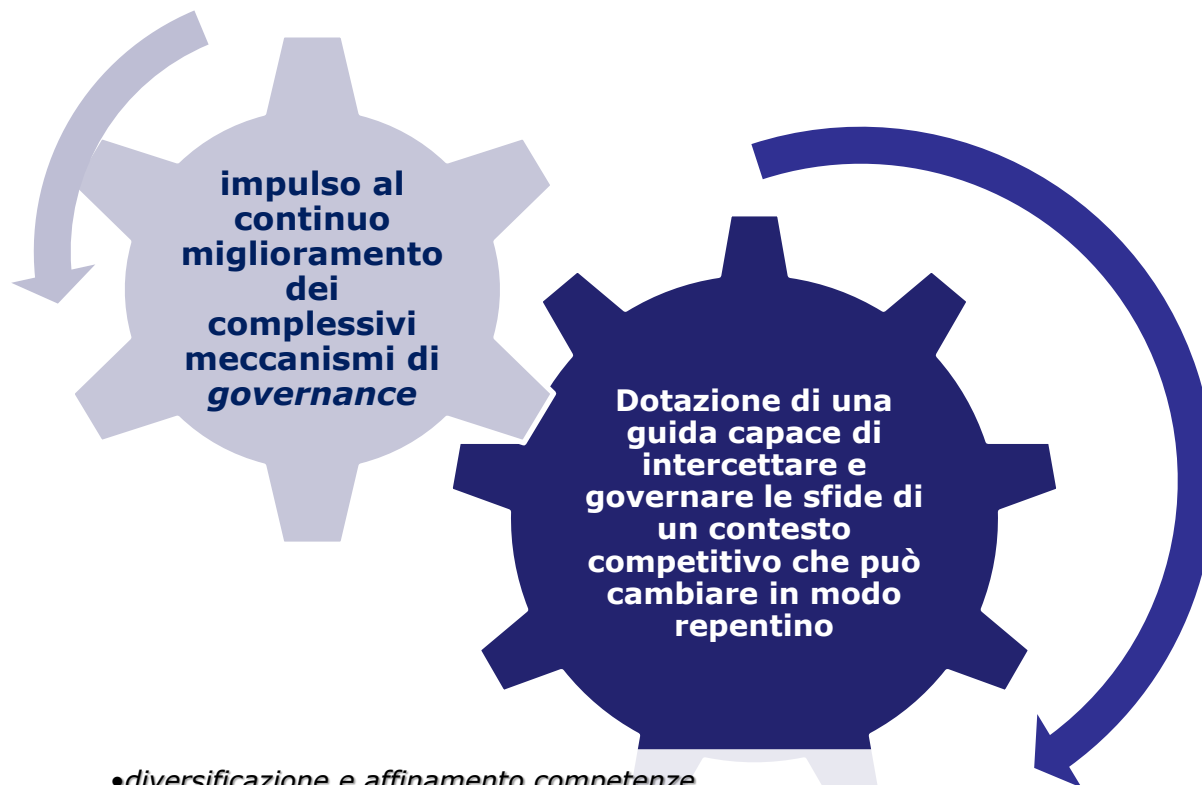 impulso al
continuo
miglioramento
dei
complessivi
meccanismi di
governance
Dotazione di una
guida capace di
intercettare e
governare le sfide di
un contesto
competitivo che può
cambiare in modo
repentino
•diversificazione e affinamento competenze